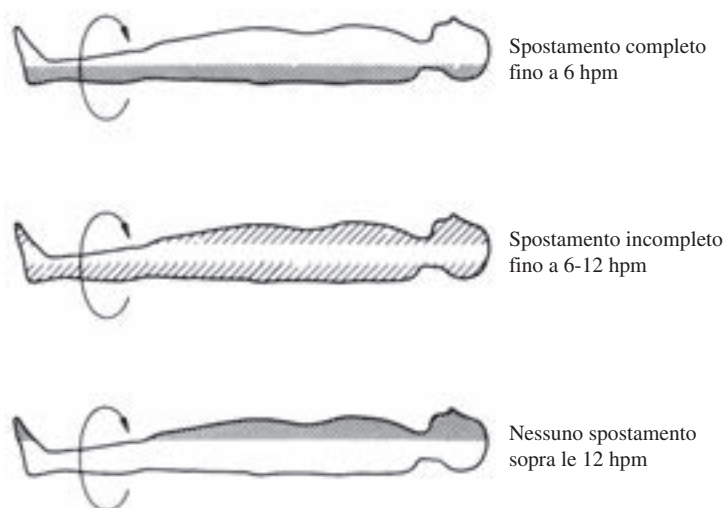 Spostamento completo
fino a 6 hpm
Spostamento incompleto
fino a 6-12 hpm
Nessuno spostamento
sopra le 12 hpm